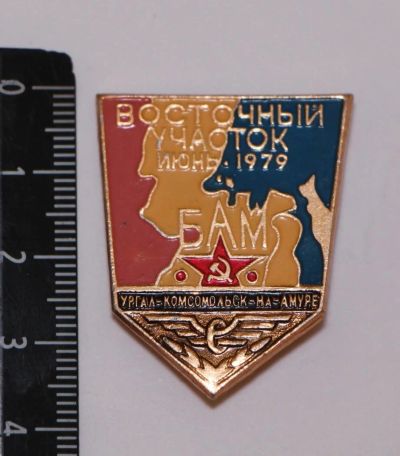 ВОСТОЧНЫЙ
УЧАСТОК
ИЮНЬ·1979
БАМ
УРГАЛ=КОМСОМОЛЬСК=НА=АМУРЕ
0
1
2
3
4